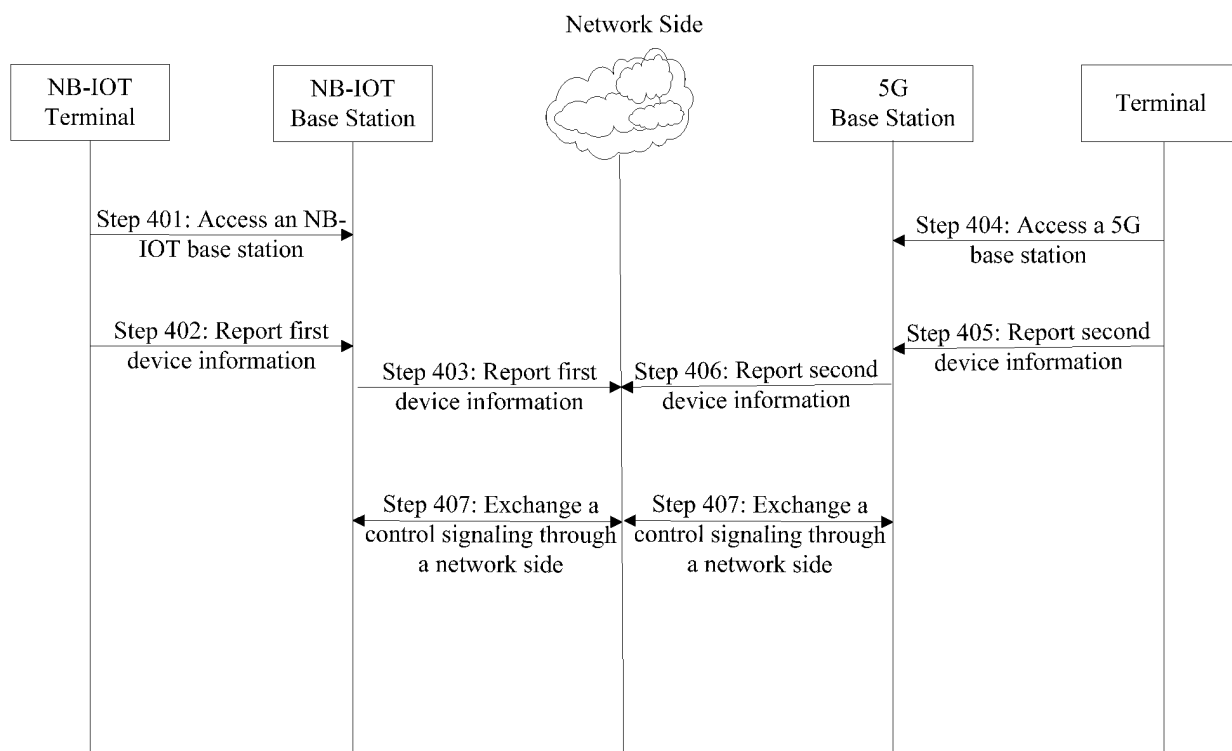 Network Side
NB-IOT
Terminal
NB-IOT
Base Station
5G
Base Station
Terminal
Step 401: Access an NB-
IOT base station
Step 404: Access a 5G
base station
Step 402: Report first
device information
Step 405: Report second
device information
Step 403: Report first
device information
Step 406: Report second
device information
Step 407: Exchange a
control signaling through
a network side
Step 407: Exchange a
control signaling through
a network side